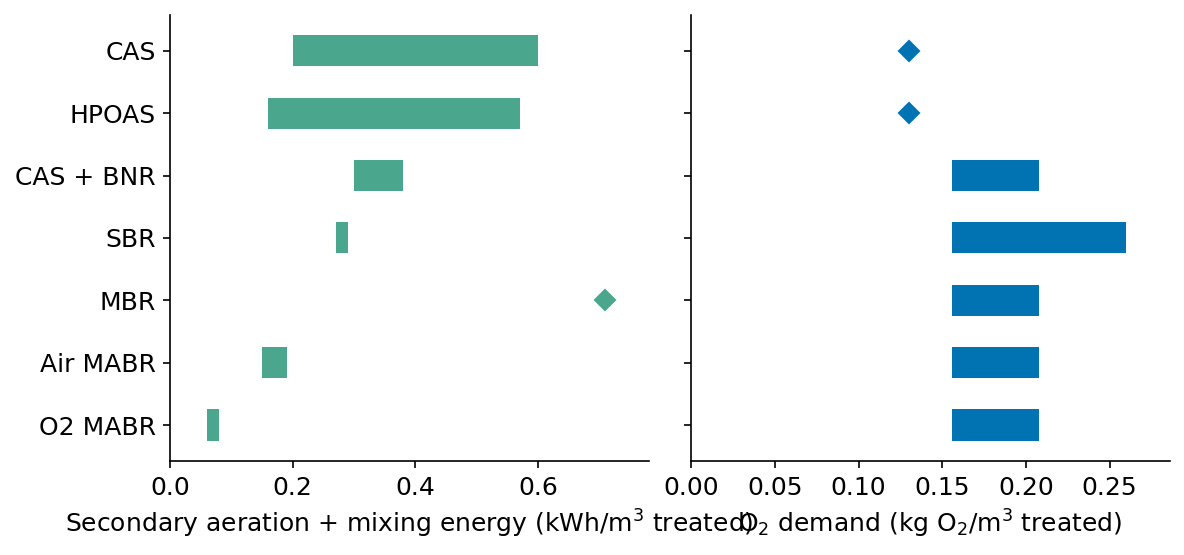 CAS
HPOAS
CAS + BNR
SBR
MBR
Air MABR
O2 MABR
0.0 0.2 0.4 0.6
Secondary aeration + mixing energy (kWh/m³ treated)
0.00 0.05 0.10 0.15 0.20 0.25
O₂ demand (kg O₂/m³ treated)